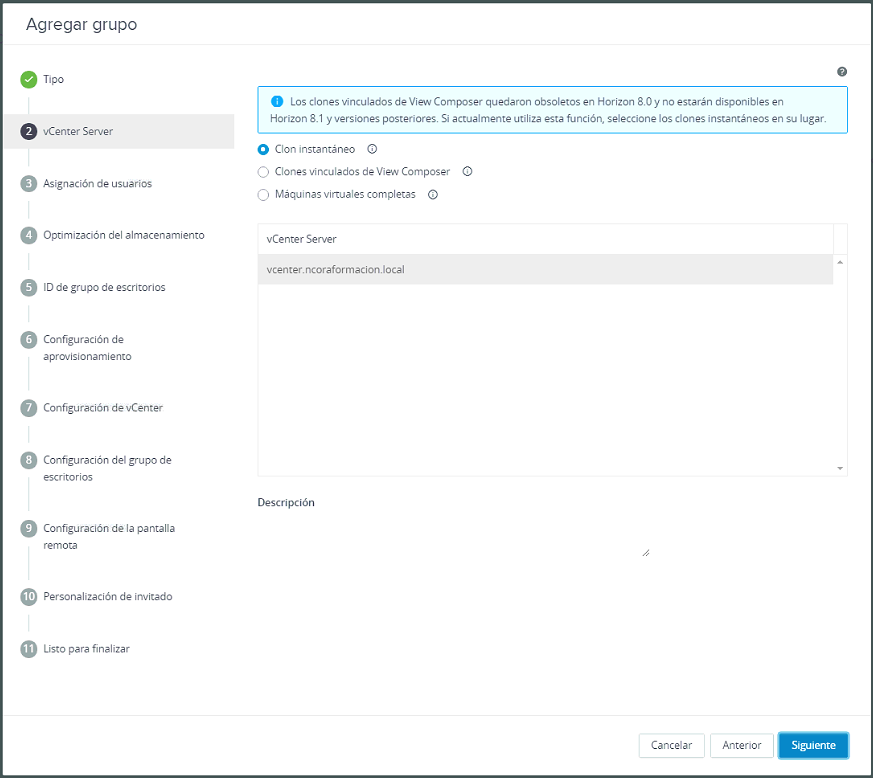 Agregar grupo
Tipo
2 vCenter Server
3 Asignación de usuarios
4 Optimización del almacenamiento
5 ID de grupo de escritorios
6 Configuración de
aprovisionamiento
7 Configuración de vCenter
8 Configuración del grupo de
escritorios
9 Configuración de la pantalla
remota
10 Personalización de invitado
11 Listo para finalizar
?
i Los clones vinculados de View Composer quedaron obsoletos en Horizon 8.0 y no estarán disponibles en
Horizon 8.1 y versiones posteriores. Si actualmente utiliza esta función, seleccione los clones instantáneos en su lugar.
Clon instantáneo i
Clones vinculados de View Composer i
Máquinas virtuales completas i
vCenter Server
vcenter.ncoraformacion.local
Descripción
Cancelar
Anterior
Siguiente